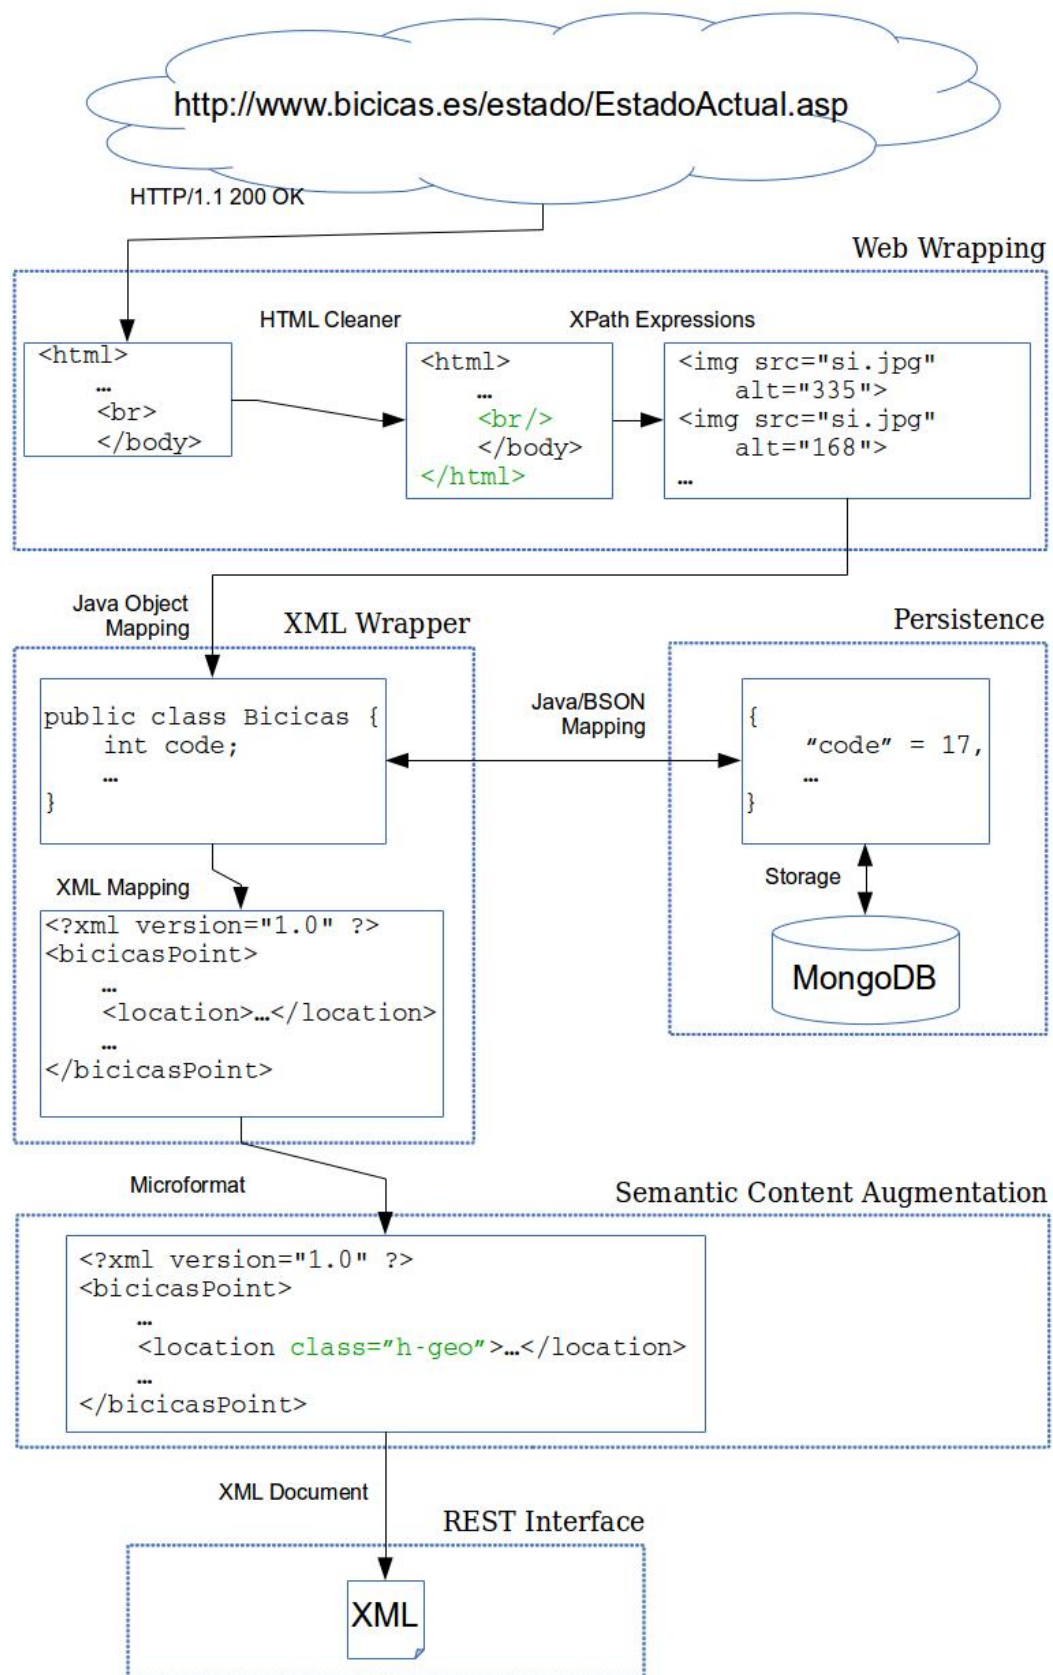 http://www.bicicas.es/estado/EstadoActual.asp
HTTP/1.1 200 OK
Web Wrapping
HTML Cleaner
XPath Expressions
<html>
…
<br>
</body>
<html>
…
<br/>
</body>
</html>
<img src="si.jpg"
alt="335">
<img src="si.jpg"
alt="168">
…
Java Object
Mapping
XML Wrapper
Persistence
public class Bicicas {
int code;
…
}
Java/BSON
Mapping
{
"code" = 17,
…
}
Storage
MongoDB
XML Mapping
<?xml version="1.0" ?>
<bicicasPoint>
…
<location>…</location>
…
</bicicasPoint>
Microformat
Semantic Content Augmentation
<?xml version="1.0" ?>
<bicicasPoint>
…
<location class="h-geo">…</location>
…
</bicicasPoint>
XML Document
REST Interface
XML